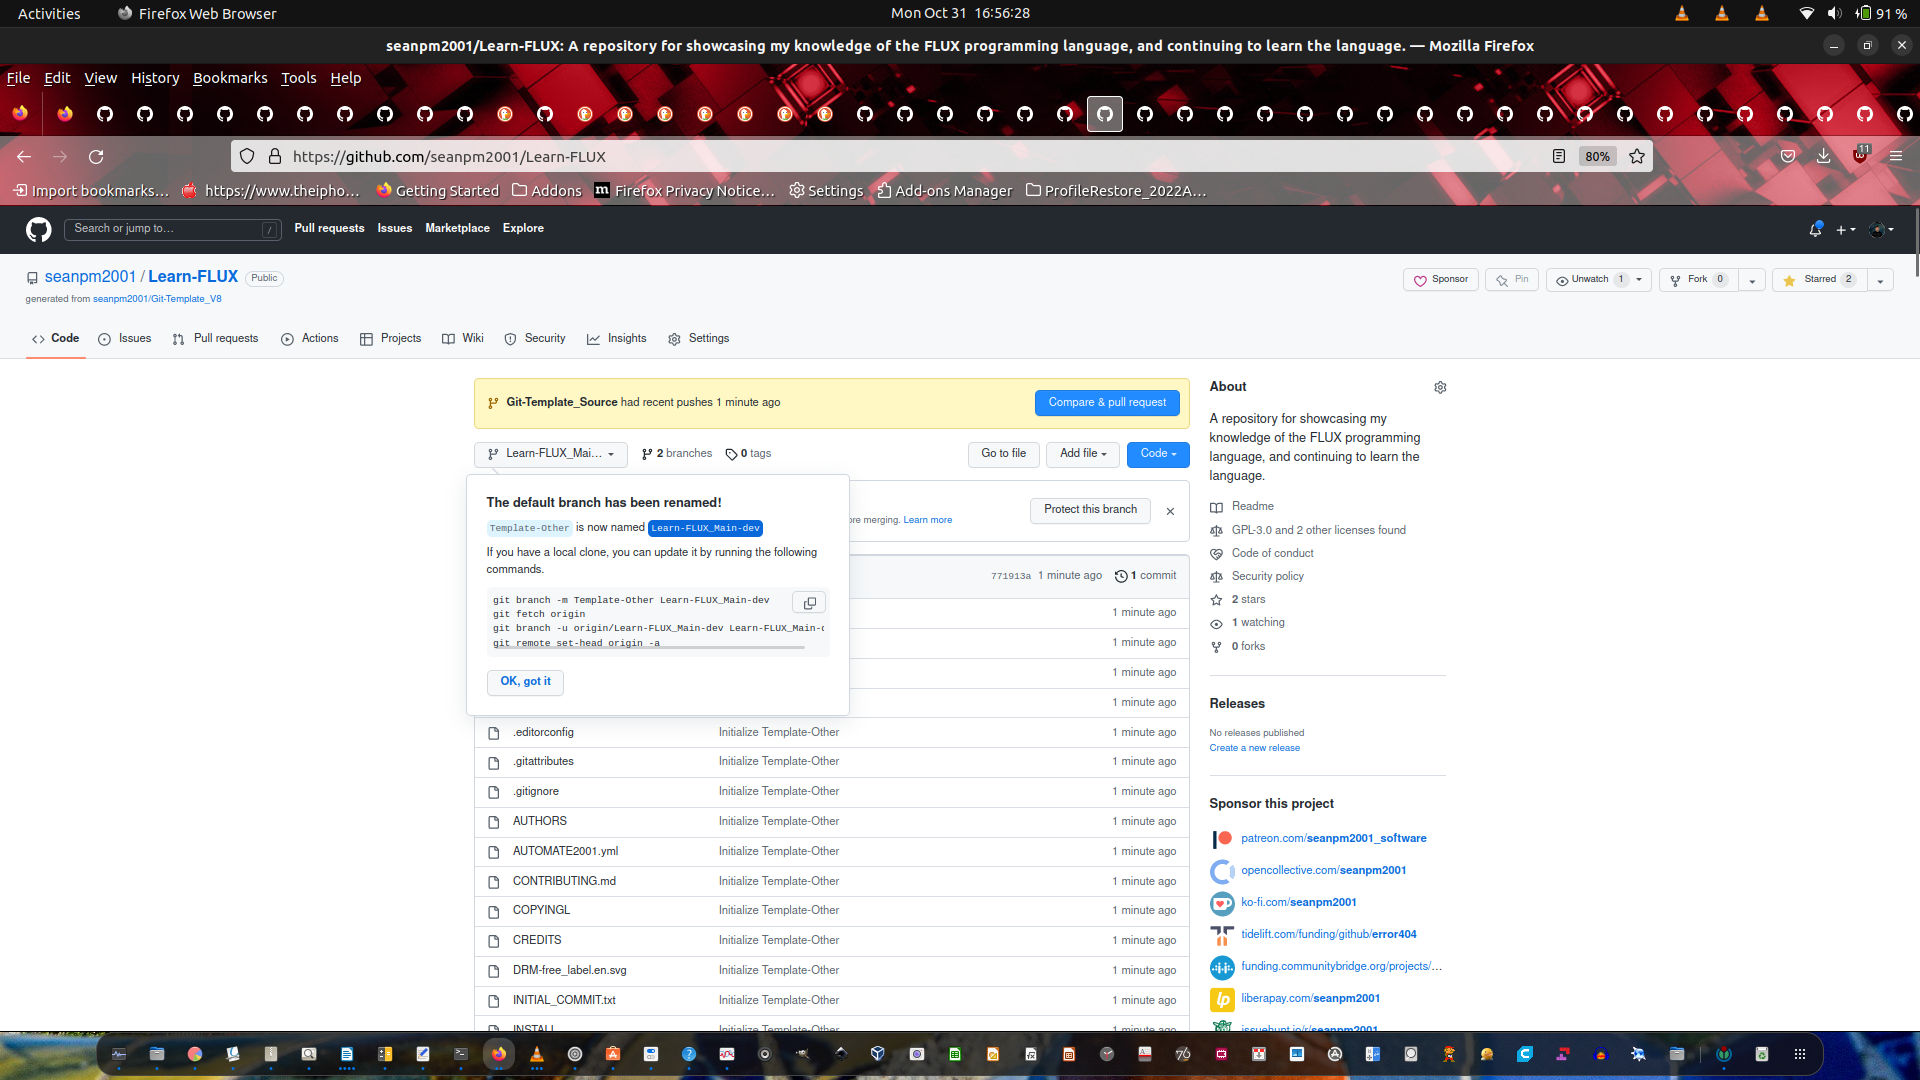 Activities
Firefox Web Browser
Mon Oct 31 16:56:28
91 %
seanpm2001/Learn-FLUX: A repository for showcasing my knowledge of the FLUX programming language, and continuing to learn the language. — Mozilla Firefox
File Edit View History Bookmarks Tools Help
https://github.com/seanpm2001/Learn-FLUX
80%
11
Import bookmarks…
https://www.theipho…
Getting Started
Addons
Firefox Privacy Notice…
Settings
Add-ons Manager
ProfileRestore_2022A…
Search or jump to…
/
Pull requests Issues Marketplace Explore
seanpm2001 / Learn-FLUX Public
generated from seanpm2001/Git-Template_V8
Sponsor
Pin
Unwatch 1
Fork 0
Starred 2
Code
Issues
Pull requests
Actions
Projects
Wiki
Security
Insights
Settings
Git-Template_Source had recent pushes 1 minute ago
Compare & pull request
Learn-FLUX_Mai…
2 branches
0 tags
Go to file
Add file
Code
The default branch has been renamed!
Template-Other is now named Learn-FLUX_Main-dev
If you have a local clone, you can update it by running the following
commands.
git branch -m Template-Other Learn-FLUX_Main-dev
git fetch origin
git branch -u origin/Learn-FLUX_Main-dev Learn-FLUX_Main-d
git remote set-head origin -a
OK, got it
ore merging. Learn more
Protect this branch
771913a 1 minute ago
1 commit
1 minute ago
1 minute ago
1 minute ago
1 minute ago
.editorconfig Initialize Template-Other 1 minute ago
.gitattributes Initialize Template-Other 1 minute ago
.gitignore Initialize Template-Other 1 minute ago
AUTHORS Initialize Template-Other 1 minute ago
AUTOMATE2001.yml Initialize Template-Other 1 minute ago
CONTRIBUTING.md Initialize Template-Other 1 minute ago
COPYINGL Initialize Template-Other 1 minute ago
CREDITS Initialize Template-Other 1 minute ago
DRM-free_label.en.svg Initialize Template-Other 1 minute ago
INITIAL_COMMIT.txt Initialize Template-Other 1 minute ago
INSTALL Initialize Template-Other 1 minute ago
About
A repository for showcasing my
knowledge of the FLUX programming
language, and continuing to learn the
language.
Readme
GPL-3.0 and 2 other licenses found
Code of conduct
Security policy
2 stars
1 watching
0 forks
Releases
No releases published
Create a new release
Sponsor this project
patreon.com/seanpm2001_software
opencollective.com/seanpm2001
ko-fi.com/seanpm2001
tidelift.com/funding/github/error404
funding.communitybridge.org/projects/…
liberapay.com/seanpm2001
issuehunt.io/r/seanpm2001